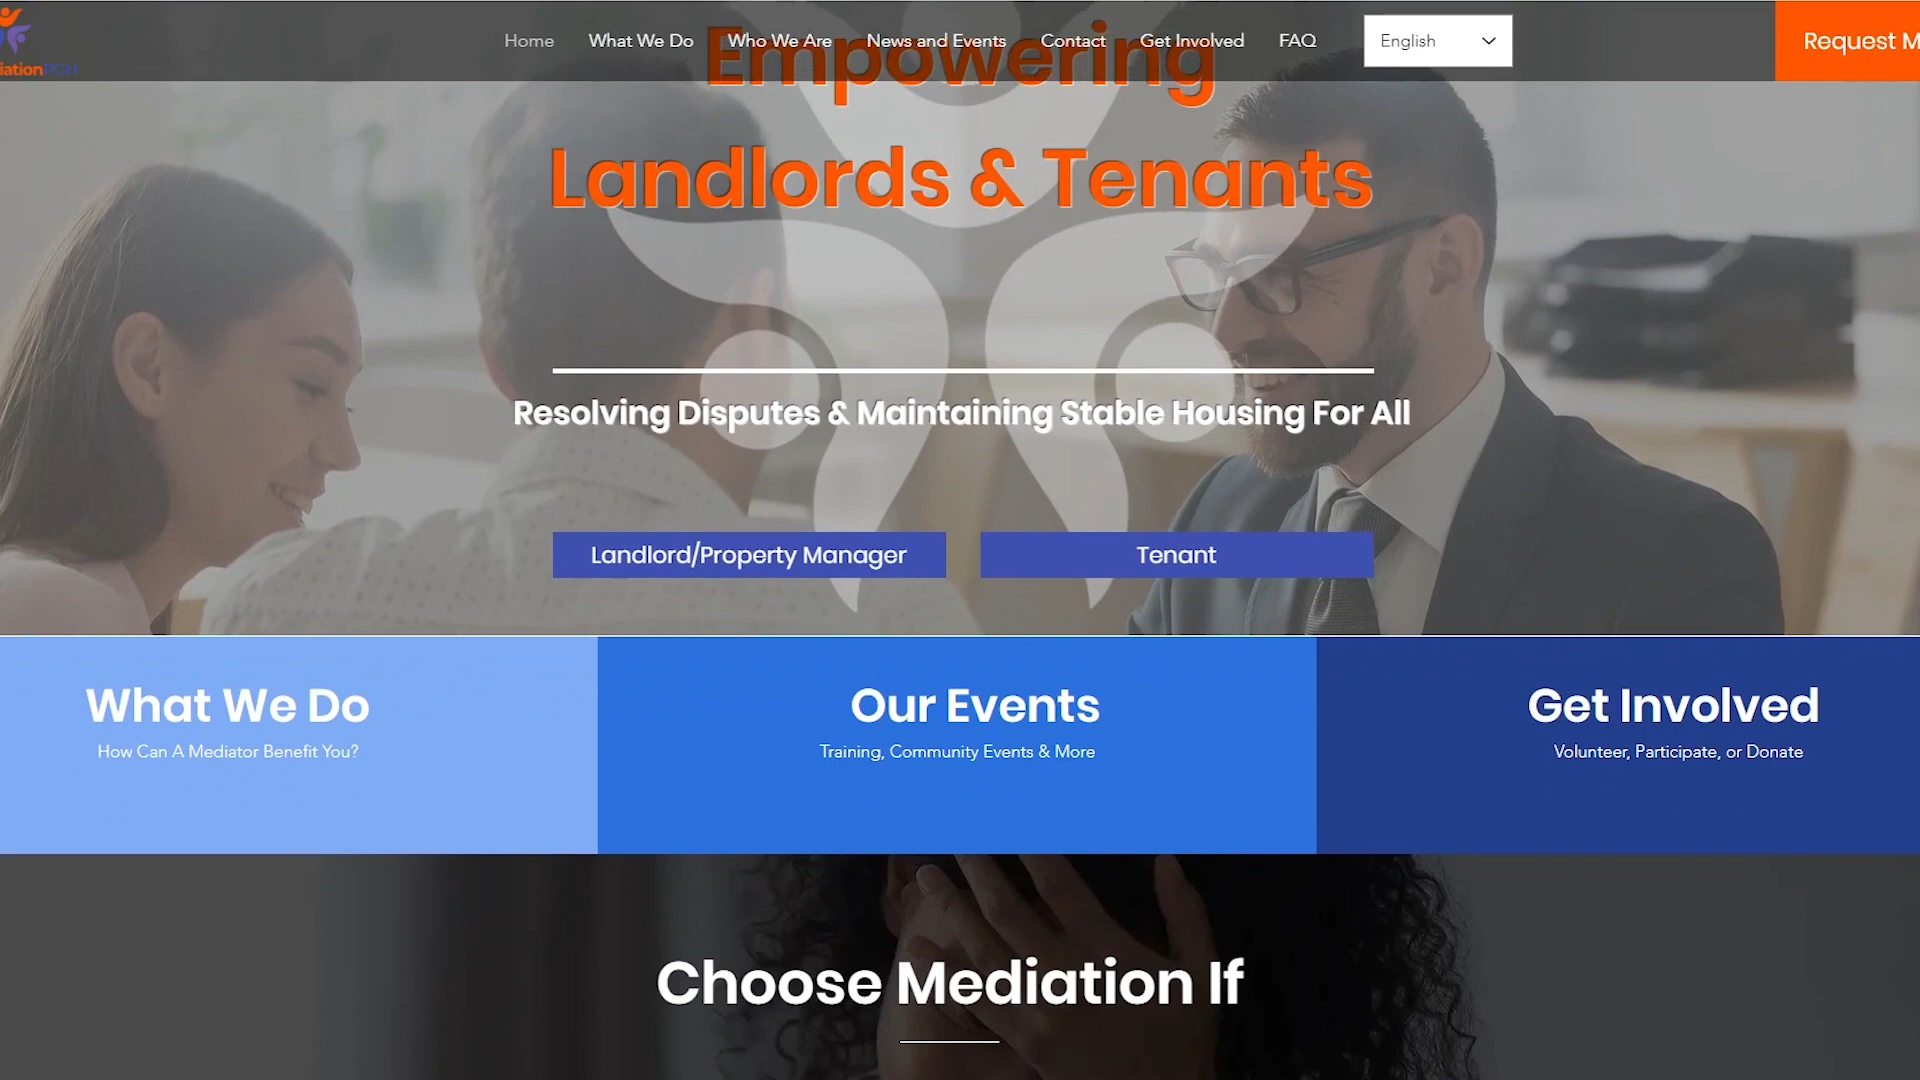 Home
What We Do
Who We Are
News and Events
Contact
Get Involved
FAQ
English
Request M
iationPGH
Empowering
Landlords & Tenants
Resolving Disputes & Maintaining Stable Housing For All
Landlord/Property Manager
Tenant
What We Do
How Can A Mediator Benefit You?
Our Events
Training, Community Events & More
Get Involved
Volunteer, Participate, or Donate
Choose Mediation If